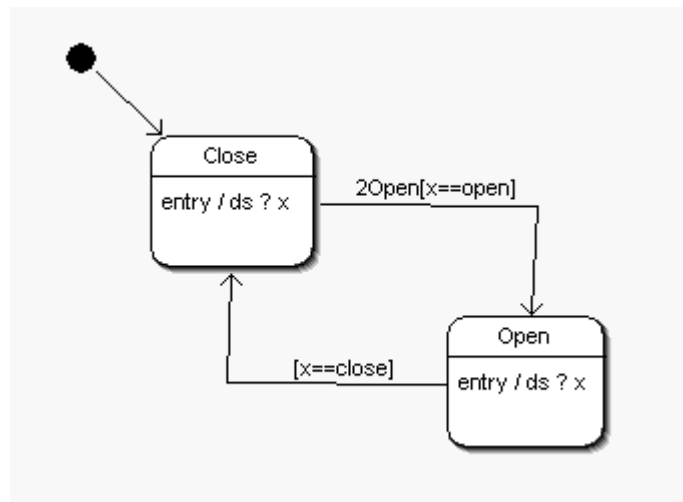 Close
entry / ds ? x
2Open[x==open]
Open
[x==close]
entry / ds ? x